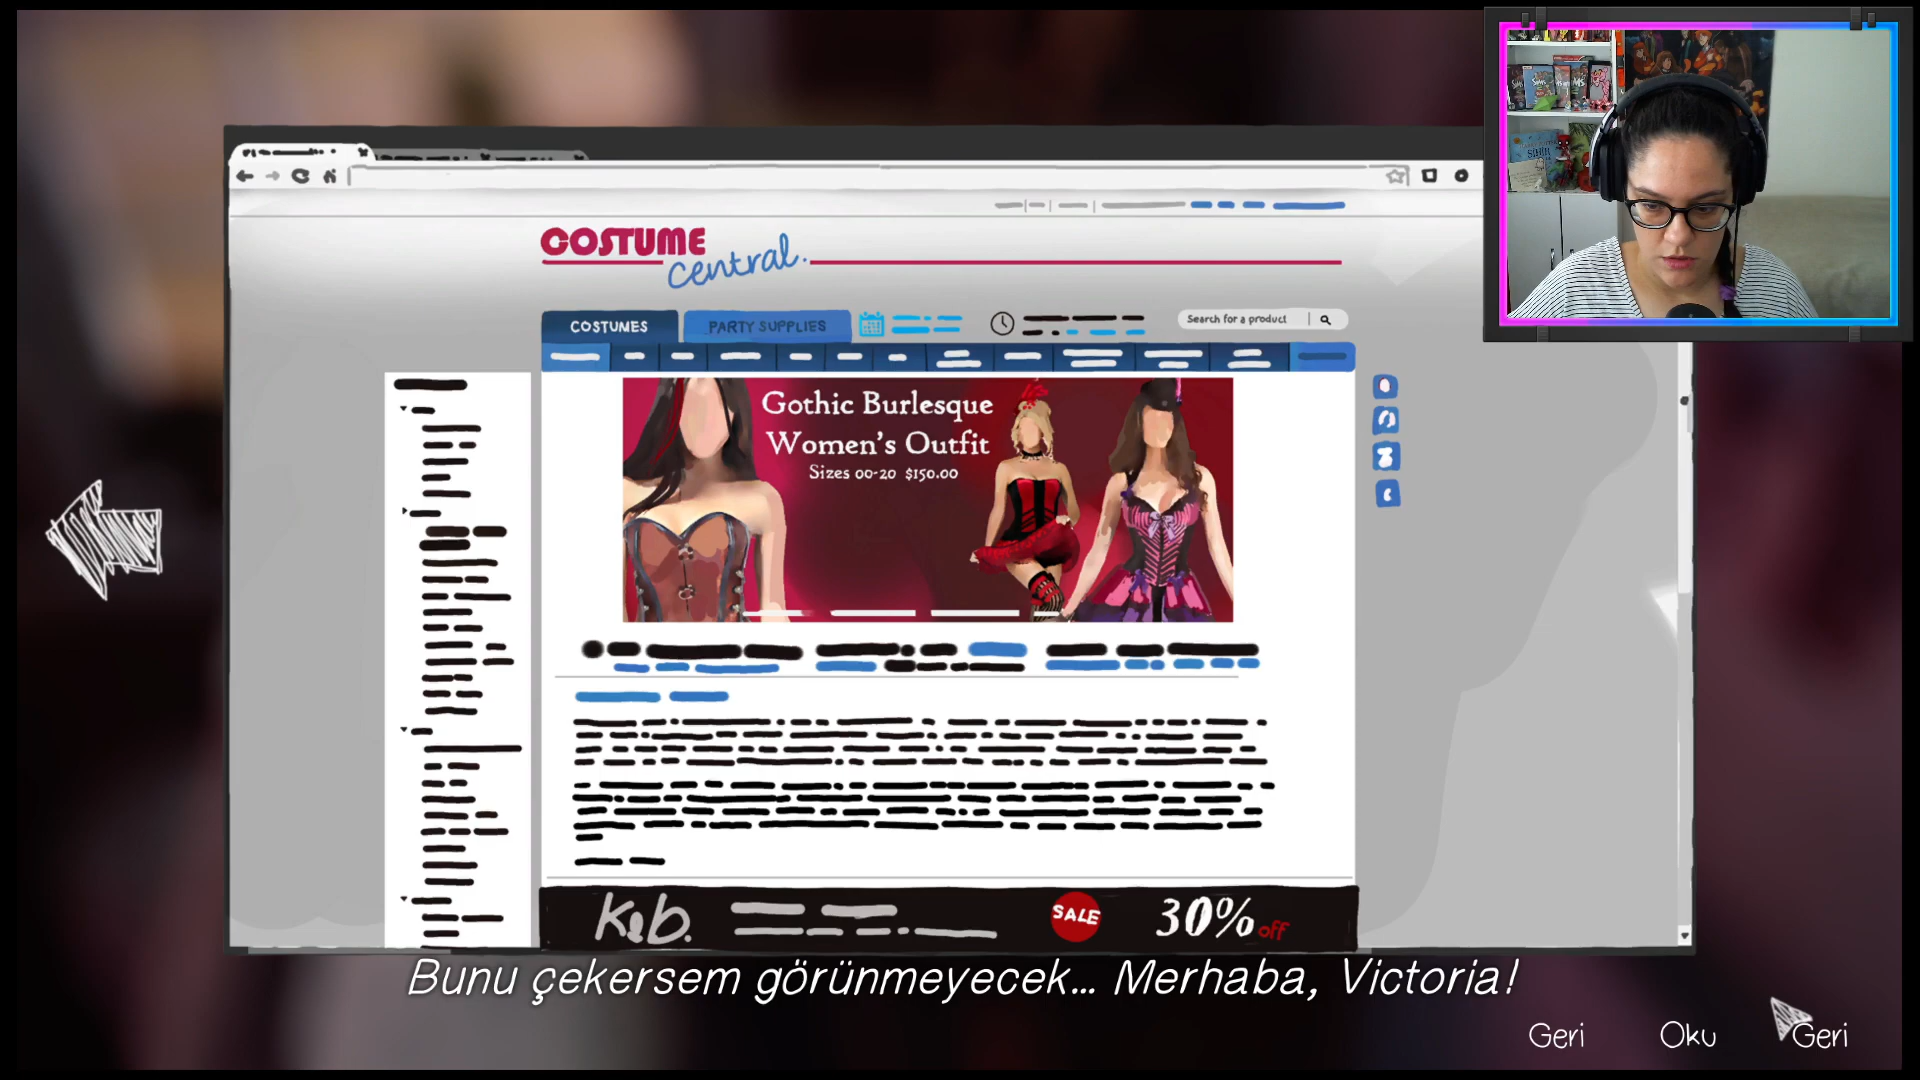 COSTUME
central.
COSTUMES
PARTY SUPPLIES
Search for a product
Gothic Burlesque
Women's Outfit
Sizes 00-20 $150.00
SALE
30% off
Bunu çekersem görünmeyecek... Merhaba, Victoria!
Geri
Oku
Geri